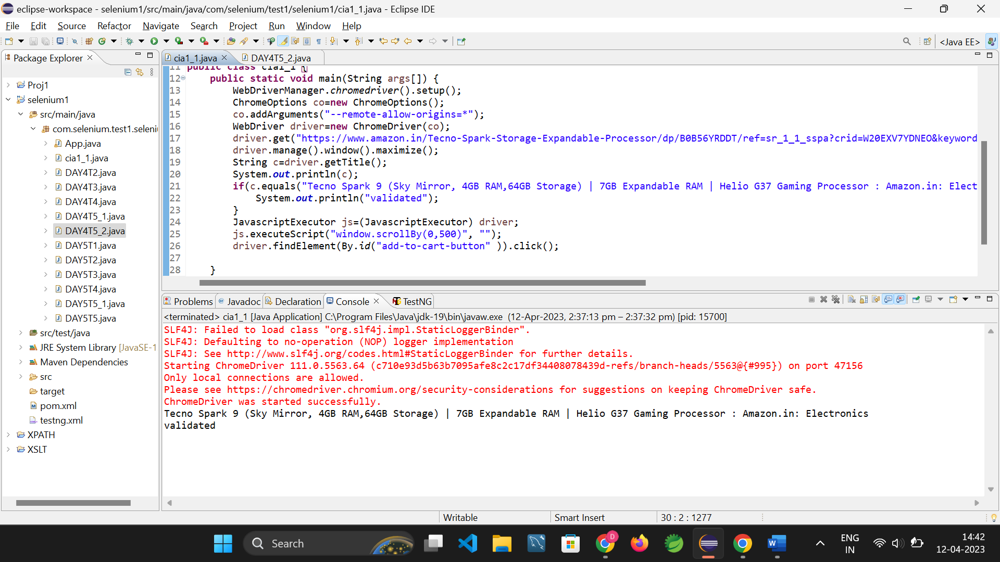 eclipse-workspace - selenium1/src/main/java/com/selenium/test1/selenium1/cia1_1.java - Eclipse IDE
File Edit Source Refactor Navigate Search Project Run Window Help
<Java EE>
Package Explorer
Proj1
selenium1
src/main/java
com.selenium.test1.seleni
App.java
cia1_1.java
DAY4T2.java
DAY4T3.java
DAY4T4.java
DAY4T5_1.java
DAY4T5_2.java
DAY5T1.java
DAY5T2.java
DAY5T3.java
DAY5T4.java
DAY5T5_1.java
DAY5T5.java
src/test/java
JRE System Library [JavaSE-1
Maven Dependencies
src
target
pom.xml
testng.xml
XPATH
XSLT
cia1_1.java DAY4T5_2.java
11 public class cia1_1 {
12 public static void main(String args[]) {
13 WebDriverManager.chromedriver().setup();
14 ChromeOptions co=new ChromeOptions();
15 co.addArguments("--remote-allow-origins=*");
16 WebDriver driver=new ChromeDriver(co);
17 driver.get("https://www.amazon.in/Tecno-Spark-Storage-Expandable-Processor/dp/B0B56YRDDT/ref=sr_1_1_sspa?crid=W20EXV7YDNEO&keyword
18 driver.manage().window().maximize();
19 String c=driver.getTitle();
20 System.out.println(c);
21 if(c.equals("Tecno Spark 9 (Sky Mirror, 4GB RAM,64GB Storage) | 7GB Expandable RAM | Helio G37 Gaming Processor : Amazon.in: Elect
22 System.out.println("validated");
23 }
24 JavascriptExecutor js=(JavascriptExecutor) driver;
25 js.executeScript("window.scrollBy(0,500)", "");
26 driver.findElement(By.id("add-to-cart-button" )).click();
27
28 }
Problems Javadoc Declaration Console TestNG
<terminated> cia1_1 [Java Application] C:\Program Files\Java\jdk-19\bin\javaw.exe (12-Apr-2023, 2:37:13 pm – 2:37:32 pm) [pid: 15700]
SLF4J: Failed to load class "org.slf4j.impl.StaticLoggerBinder".
SLF4J: Defaulting to no-operation (NOP) logger implementation
SLF4J: See http://www.slf4j.org/codes.html#StaticLoggerBinder for further details.
Starting ChromeDriver 111.0.5563.64 (c710e93d5b63b7095afe8c2c17df34408078439d-refs/branch-heads/5563@{#995}) on port 47156
Only local connections are allowed.
Please see https://chromedriver.chromium.org/security-considerations for suggestions on keeping ChromeDriver safe.
ChromeDriver was started successfully.
Tecno Spark 9 (Sky Mirror, 4GB RAM,64GB Storage) | 7GB Expandable RAM | Helio G37 Gaming Processor : Amazon.in: Electronics
validated
Writable Smart Insert 30 : 2 : 1277
Search
D
ENG
IN
14:42
12-04-2023